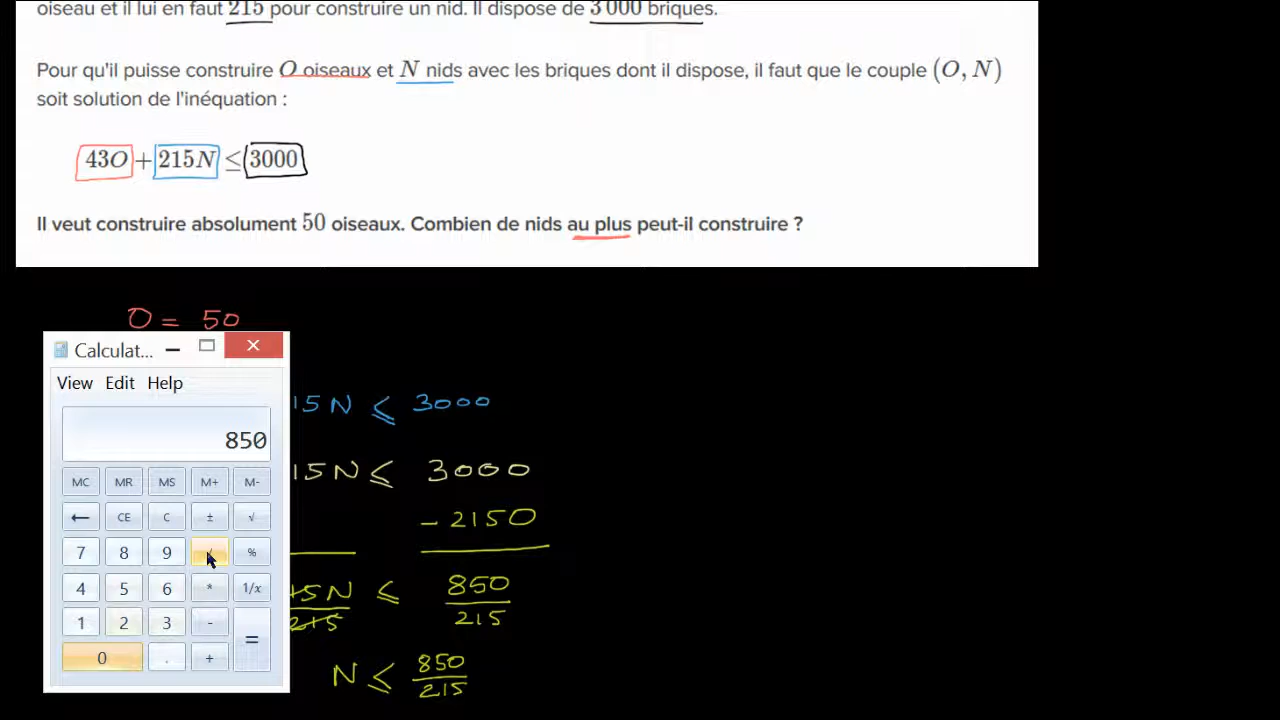 oiseau et il lui en faut 215 pour construire un nid. Il dispose de 3 000 briques.
Pour qu'il puisse construire O oiseaux et N nids avec les briques dont il dispose, il faut que le couple (O, N)
soit solution de l'inéquation :
43O + 215N ≤ 3000
Il veut construire absolument 50 oiseaux. Combien de nids au plus peut-il construire ?
O = 50
Calculat...
View Edit Help
850
MC MR MS M+ M-
← CE C ± √
7 8 9 / %
4 5 6 * 1/x
1 2 3 - =
0 . +
15N ≤ 3000
15N ≤ 3000
- 2150
15N ≤ 850
215 215
N ≤ 850
215